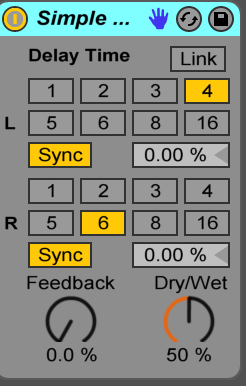 Simple ...
Delay Time Link
1 2 3 4
L
5 6 8 16
Sync 0.00 %
1 2 3 4
R 5 6 8 16
Sync 0.00 %
Feedback Dry/Wet
0.0 % 50 %